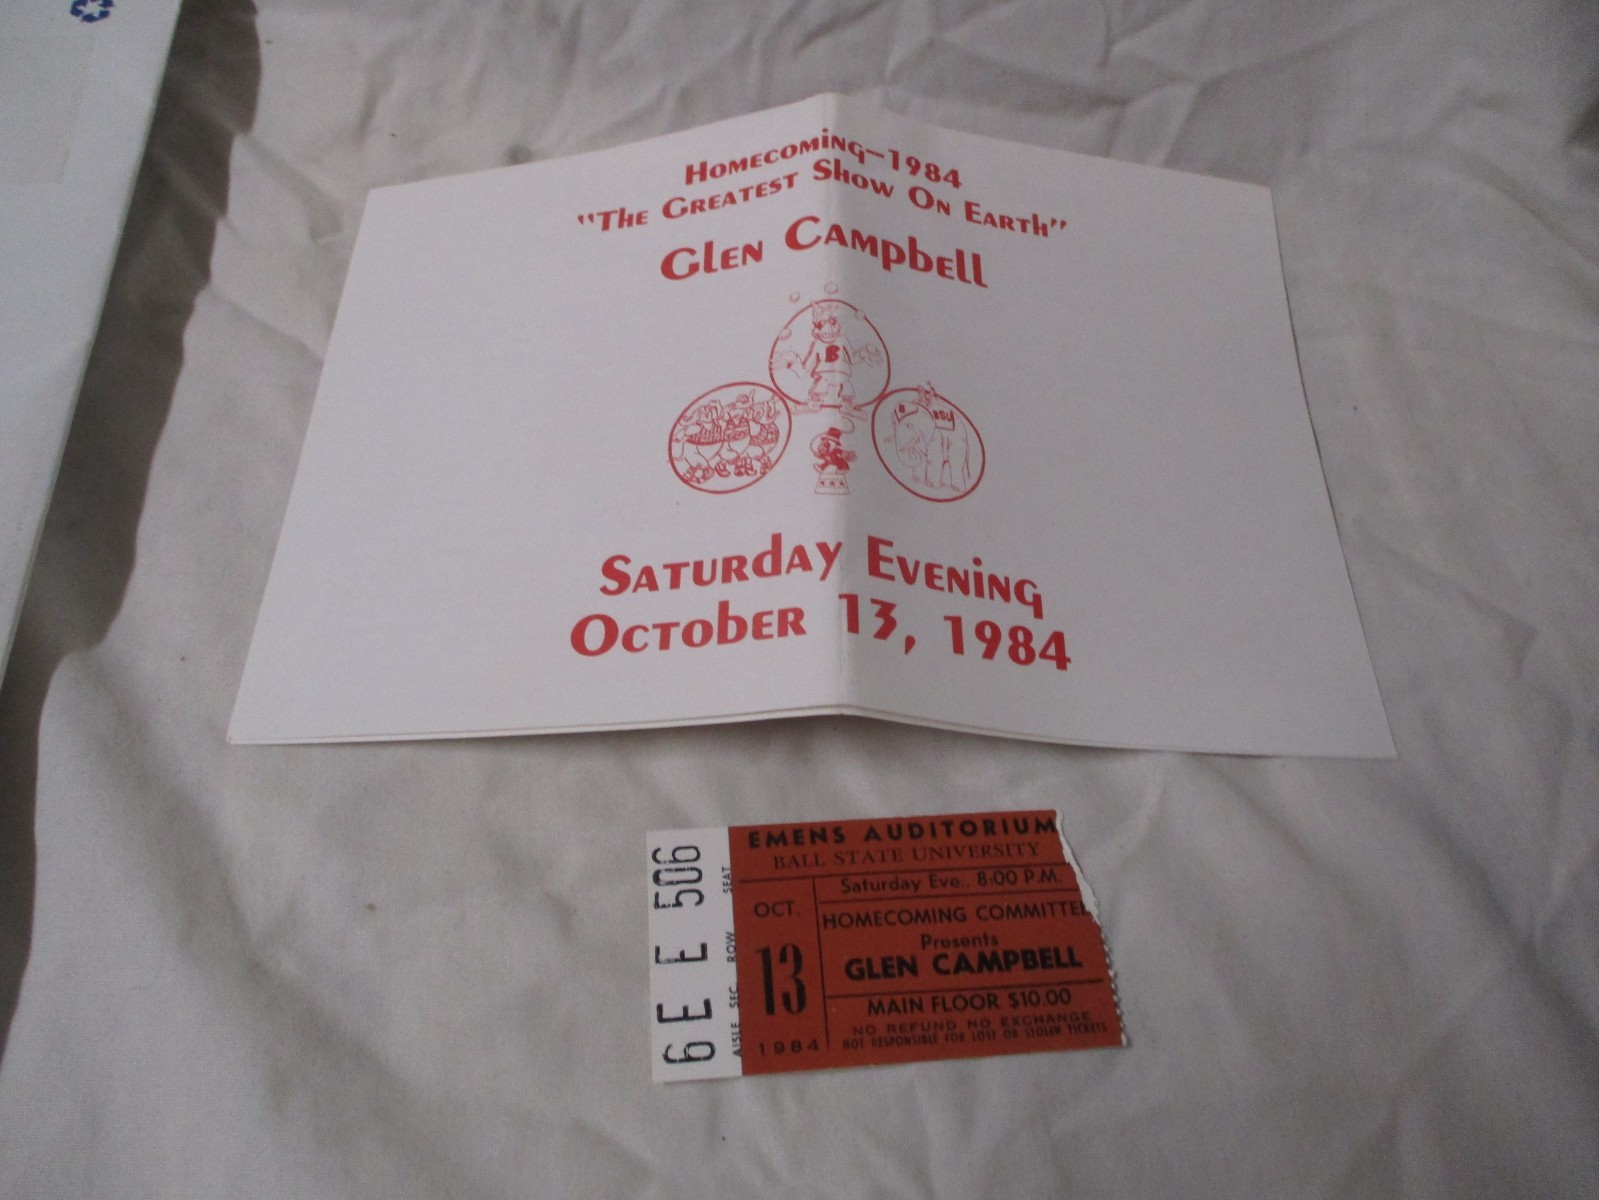 Homecoming-1984
"The Greatest Show On Earth"
Glen Campbell
B
B BSU
Saturday Evening
October 13, 1984
EMENS AUDITORIUM
BALL STATE UNIVERSITY
Saturday Eve., 8:00 P.M.
OCT.
13
1984
HOMECOMING COMMITTEE
Presents
GLEN CAMPBELL
MAIN FLOOR $10.00
NO REFUND NO EXCHANGE
NOT RESPONSIBLE FOR LOST OR STOLEN TICKETS
6 E E 506
AISLE SEC. ROW SEAT